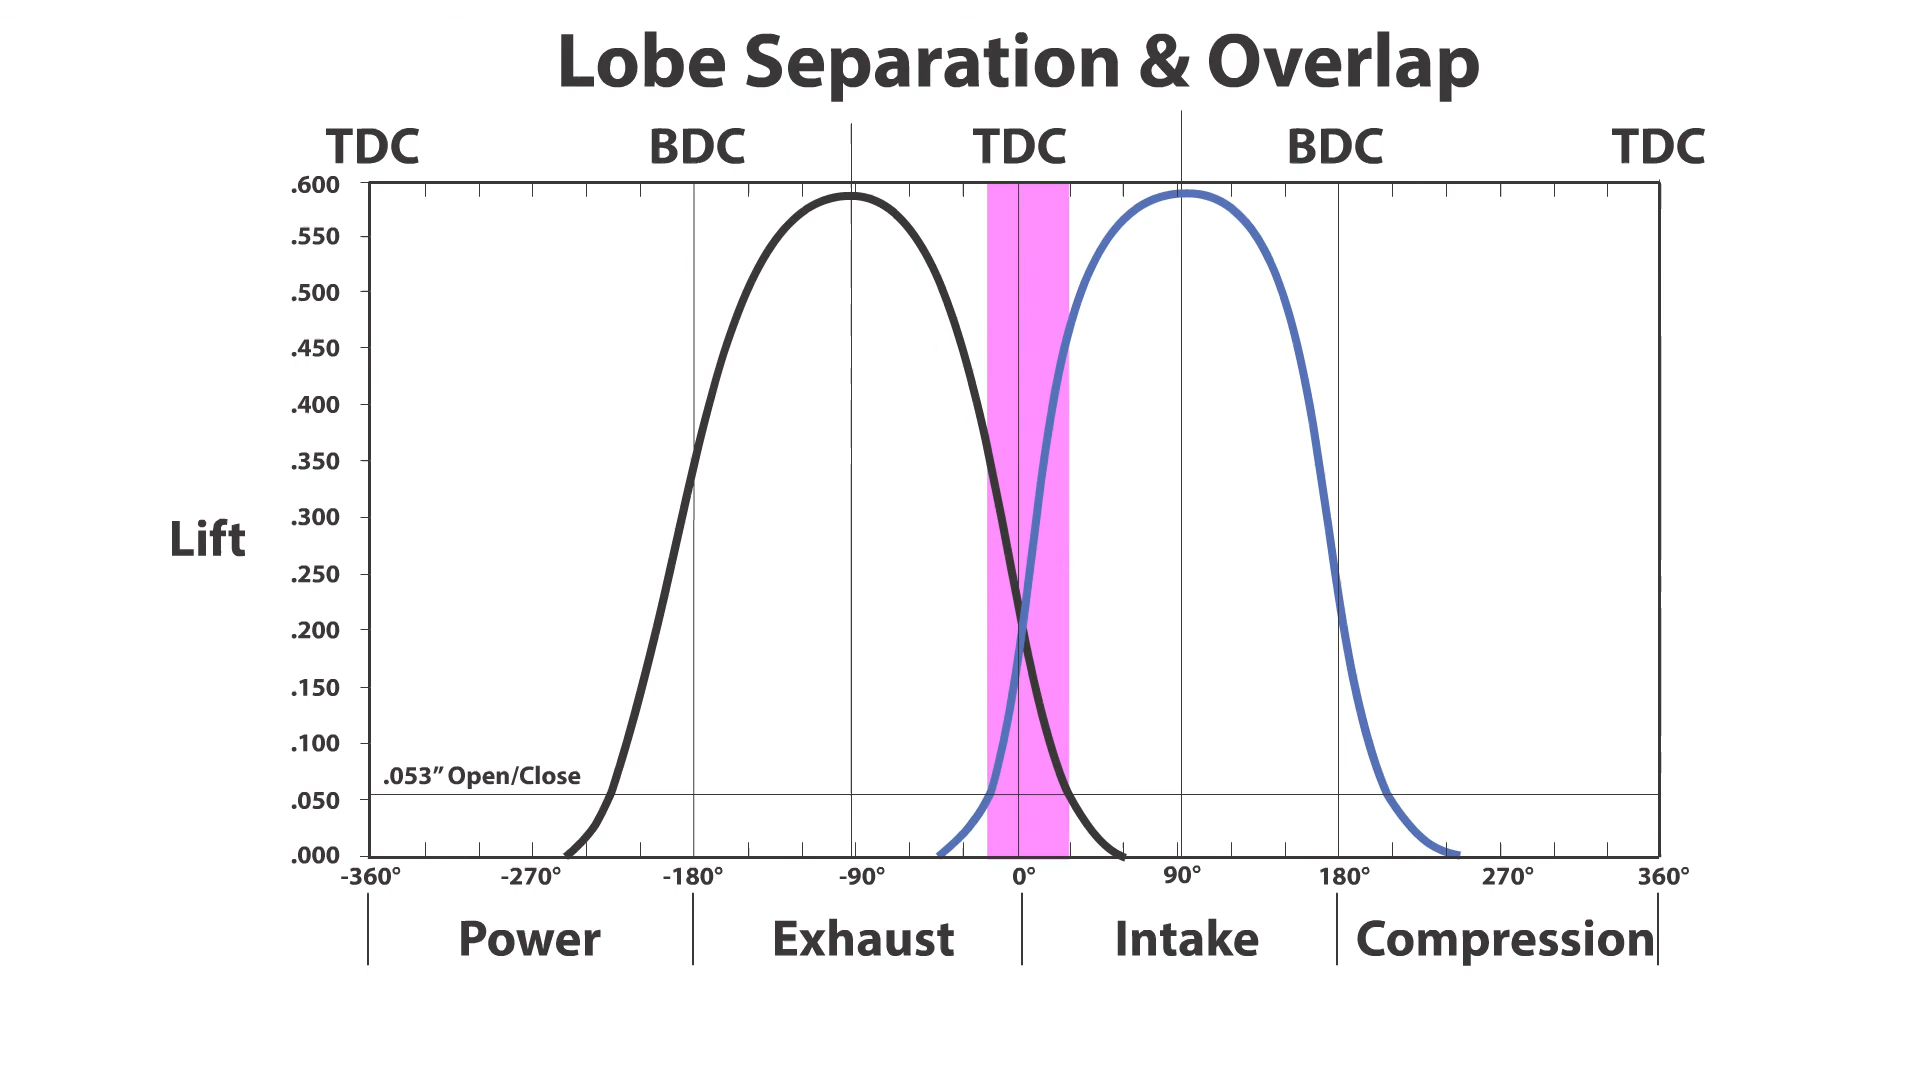 Lobe Separation & Overlap
TDC BDC TDC BDC TDC
.600
.550
.500
.450
.400
.350
.300
Lift
.250
.200
.150
.100
.053” Open/Close
.050
.000
-360° -270° -180° -90° 0° 90° 180° 270° 360°
Power Exhaust Intake Compression